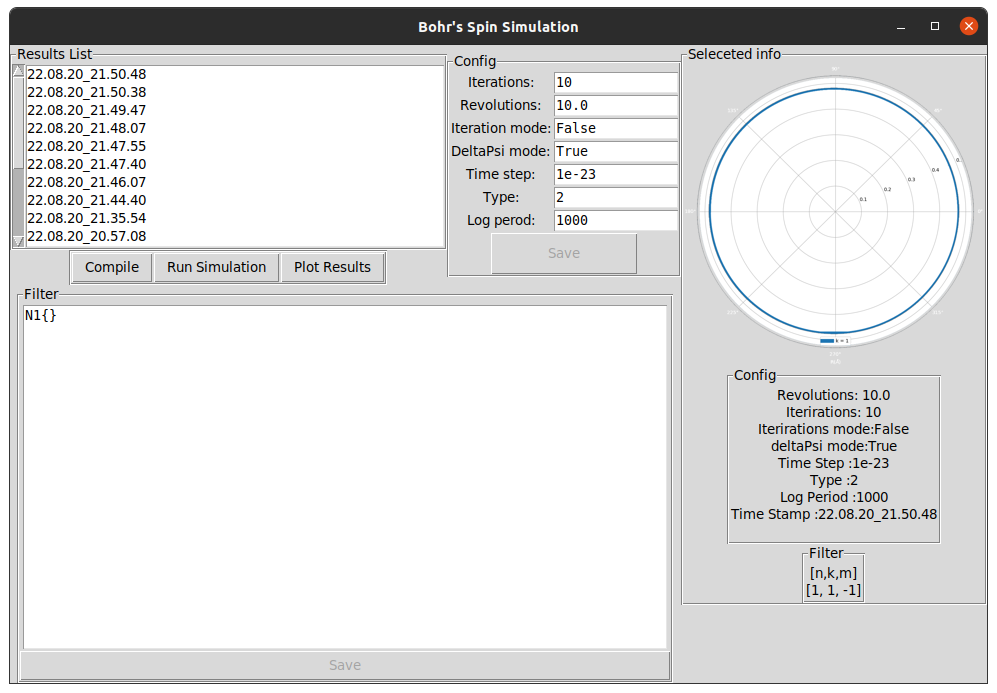 Bohr's Spin Simulation
Results List
22.08.20_21.50.48
22.08.20_21.50.38
22.08.20_21.49.47
22.08.20_21.48.07
22.08.20_21.47.55
22.08.20_21.47.40
22.08.20_21.46.07
22.08.20_21.44.40
22.08.20_21.35.54
22.08.20_20.57.08
Compile Run Simulation Plot Results
Config
Iterations: 10
Revolutions: 10.0
Iteration mode: False
DeltaPsi mode: True
Time step: 1e-23
Type: 2
Log perod: 1000
Save
Filter
N1{}
Save
Seleceted info
0.1
0.2
0.3
0.4
k = 1
Config
Revolutions: 10.0
Iterirations: 10
Iterirations mode:False
deltaPsi mode:True
Time Step :1e-23
Type :2
Log Period :1000
Time Stamp :22.08.20_21.50.48
Filter
[n,k,m]
[1, 1, -1]